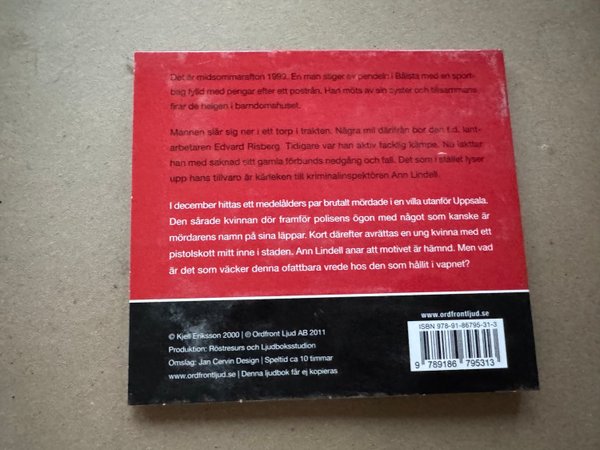 Det är midsommarafton 1992. En man stiger av pendeln i Bålsta med en sport-
bag fylld med pengar efter ett postrån. Han möts av sin syster och tillsammans
firar de helgen i barndomshuset.
Mannen slår sig ner i ett torp i trakten. Några mil därifrån bor den f.d. lant-
arbetaren Edvard Risberg. Tidigare var han aktiv facklig kämpe. Nu iakttar
han med saknad sitt gamla förbunds nedgång och fall. Det som i stället lyser
upp hans tillvaro är kärleken till kriminalinspektören Ann Lindell.
I december hittas ett medelålders par brutalt mördade i en villa utanför Uppsala.
Den sårade kvinnan dör framför polisens ögon med något som kanske är
mördarens namn på sina läppar. Kort därefter avrättas en ung kvinna med ett
pistolskott mitt inne i staden. Ann Lindell anar att motivet är hämnd. Men vad
är det som väcker denna ofattbara vrede hos den som hållit i vapnet?
www.ordfrontljud.se
ISBN 978-91-86795-31-3
9 789186 795313
© Kjell Eriksson 2000 | ℗ Ordfront Ljud AB 2011
Produktion: Röstresurs och Ljudboksstudion
Omslag: Jan Cervin Design | Speltid ca 10 timmar
www.ordfrontljud.se | Denna ljudbok får ej kopieras